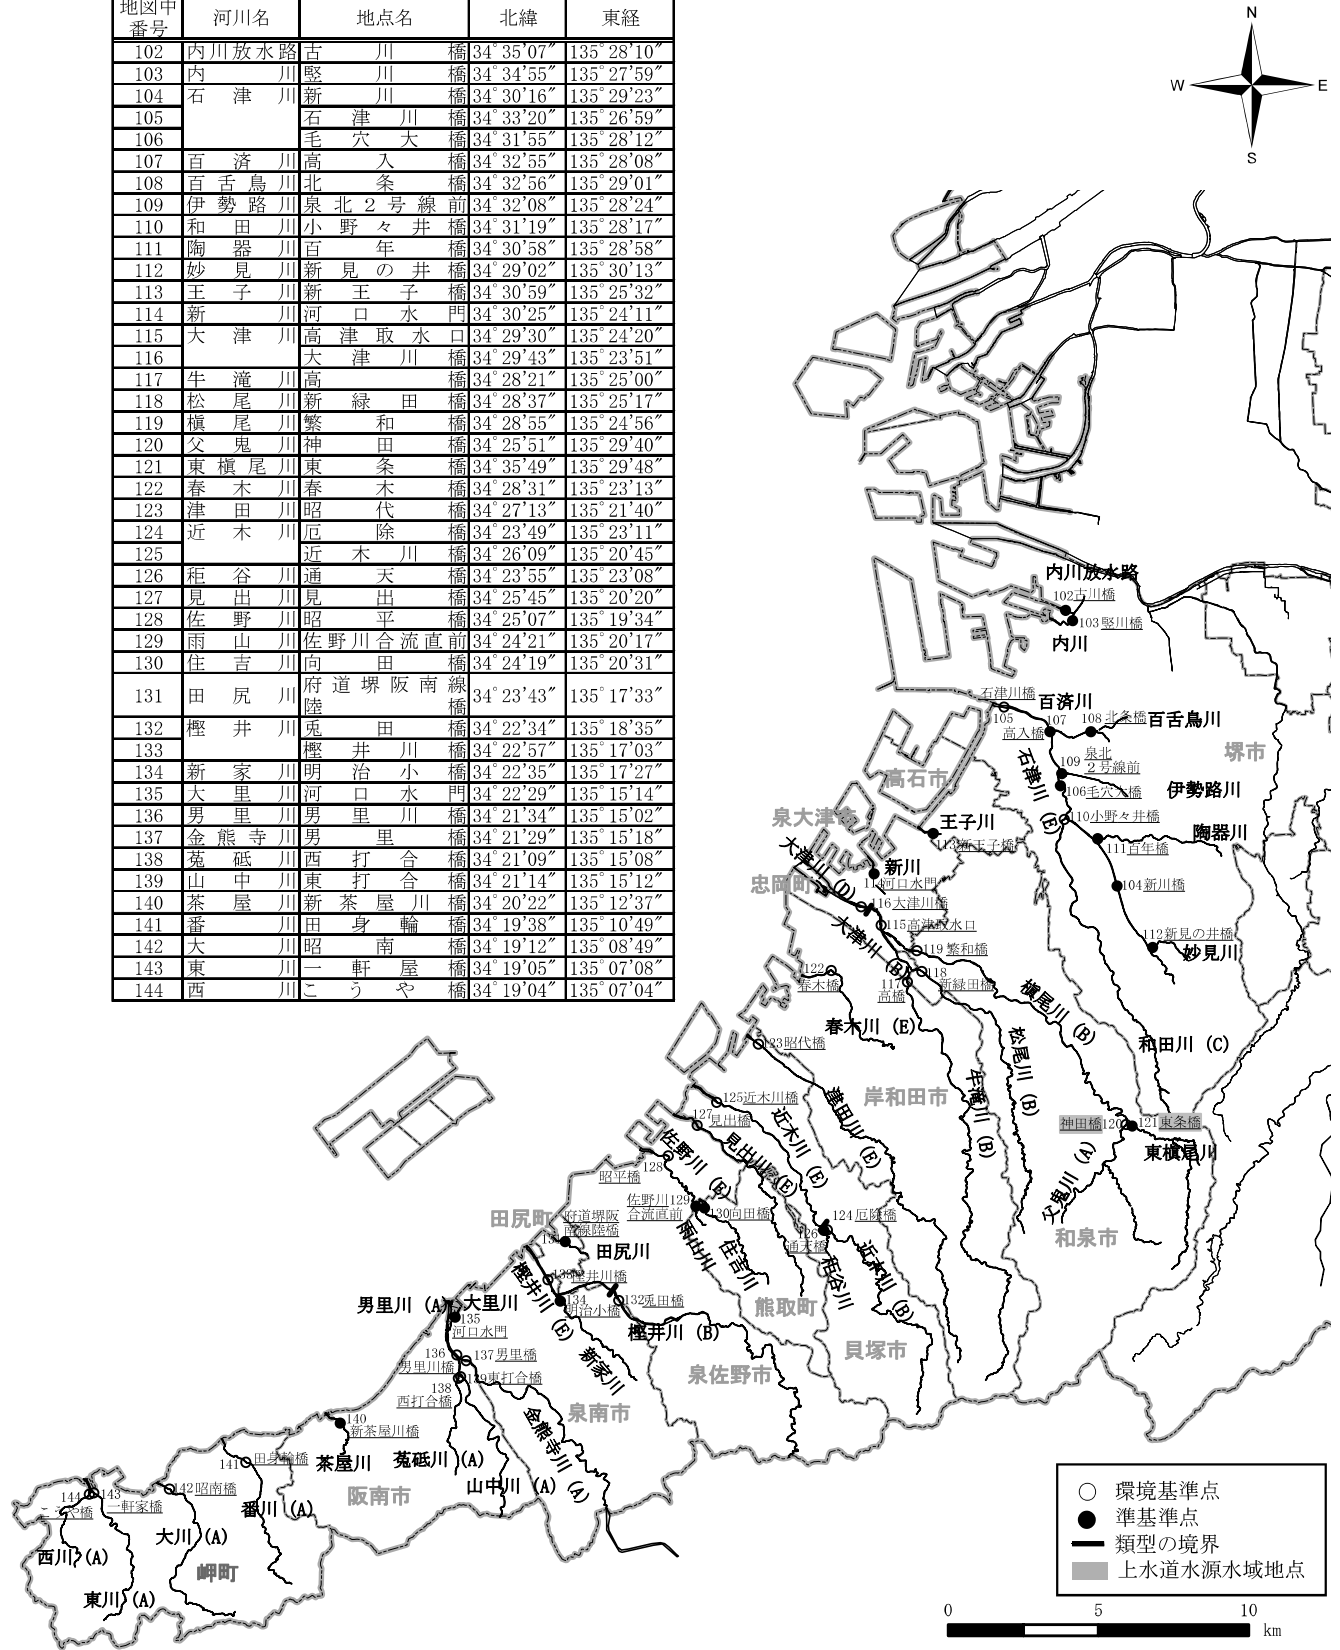 地図中番号 河川名 地点名 北緯 東経
102 内川放水路 古川橋 34°35'07″ 135°28'10″
103 内川 竪川橋 34°34'55″ 135°27'59″
104 石津川 新川橋 34°30'16″ 135°29'23″
105 石津川橋 34°33'20″ 135°26'59″
106 毛穴大橋 34°31'55″ 135°28'12″
107 百済川 高入橋 34°32'55″ 135°28'08″
108 百舌鳥川 北条橋 34°32'56″ 135°29'01″
109 伊勢路川 泉北2号線前 34°32'08″ 135°28'24″
110 和田川 小野々井橋 34°31'19″ 135°28'17″
111 陶器川 百年橋 34°30'58″ 135°28'58″
112 妙見川 新見の井橋 34°29'02″ 135°30'13″
113 王子川 新王子橋 34°30'59″ 135°25'32″
114 新川 河口水門 34°30'25″ 135°24'11″
115 大津川 高津取水口 34°29'30″ 135°24'20″
116 大津川橋 34°29'43″ 135°23'51″
117 牛滝川 高橋 34°28'21″ 135°25'00″
118 松尾川 新緑田橋 34°28'37″ 135°25'17″
119 槇尾川 繁和橋 34°28'55″ 135°24'56″
120 父鬼川 神田橋 34°25'51″ 135°29'40″
121 東槇尾川 東条橋 34°35'49″ 135°29'48″
122 春木川 春木橋 34°28'31″ 135°23'13″
123 津田川 昭代橋 34°27'13″ 135°21'40″
124 近木川 厄除橋 34°23'49″ 135°23'11″
125 近木川橋 34°26'09″ 135°20'45″
126 秬谷川 通天橋 34°23'55″ 135°23'08″
127 見出川 見出橋 34°25'45″ 135°20'20″
128 佐野川 昭平橋 34°25'07″ 135°19'34″
129 雨山川 佐野川合流直前 34°24'21″ 135°20'17″
130 住吉川 向田橋 34°24'19″ 135°20'31″
131 田尻川 府道堺阪南線陸橋 34°23'43″ 135°17'33″
132 樫井川 兎田橋 34°22'34″ 135°18'35″
133 樫井川橋 34°22'57″ 135°17'03″
134 新家川 明治小橋 34°22'35″ 135°17'27″
135 大里川 河口水門 34°22'29″ 135°15'14″
136 男里川 男里川橋 34°21'34″ 135°15'02″
137 金熊寺川 男里橋 34°21'29″ 135°15'18″
138 菟砥川 西打合橋 34°21'09″ 135°15'08″
139 山中川 東打合橋 34°21'14″ 135°15'12″
140 茶屋川 新茶屋川橋 34°20'22″ 135°12'37″
141 番川 田身輪橋 34°19'38″ 135°10'49″
142 大川 昭南橋 34°19'12″ 135°08'49″
143 東川 一軒屋橋 34°19'05″ 135°07'08″
144 西川 こうや橋 34°19'04″ 135°07'04″
N
W E
S
内川放水路
102古川橋
103竪川橋
内川
石津川橋
105
百済川
107
高入橋
108 北条橋
百舌鳥川
堺市
109 泉北
2号線前
石津川(E)
106毛穴大橋
伊勢路川
高石市
110小野々井橋
泉大津市
王子川
113新王子橋
陶器川
111百年橋
大津川(D)
新川
114河口水門
104新川橋
忠岡町
116大津川橋
115高津取水口
大津川(B)
112新見の井橋
妙見川
119 繁和橋
118
新緑田橋
117
高橋
122
春木橋
春木川(E)
槇尾川(B)
松尾川(B)
和田川(C)
123昭代橋
岸和田市
牛滝川(B)
津田川(E)
125近木川橋
127
見出橋
近木川(E)
見出川(E)
神田橋120
121 東条橋
東槇尾川
父鬼川(A)
和泉市
佐野川(E)
128
昭平橋
佐野川129
合流直前
130向田橋
雨山川
住吉川
124厄除橋
126
通天橋
秬谷川
近木川(B)
田尻町
府道堺阪
南線陸橋
131
田尻川
133樫井川橋
樫井川(E)
134
明治小橋
132兎田橋
樫井川(B)
熊取町
貝塚市
泉佐野市
男里川(A)
大里川
135
河口水門
136
男里川橋
137男里橋
139東打合橋
138
西打合橋
新家川
泉南市
金熊寺川(A)
140
新茶屋川橋
茶屋川
菟砥川(A)
山中川(A)
阪南市
141 田身輪橋
番川(A)
142昭南橋
大川(A)
岬町
144
こうや橋
143
一軒家橋
西川(A)
東川(A)
環境基準点
準基準点
類型の境界
上水道水源水域地点
0 5 10
km